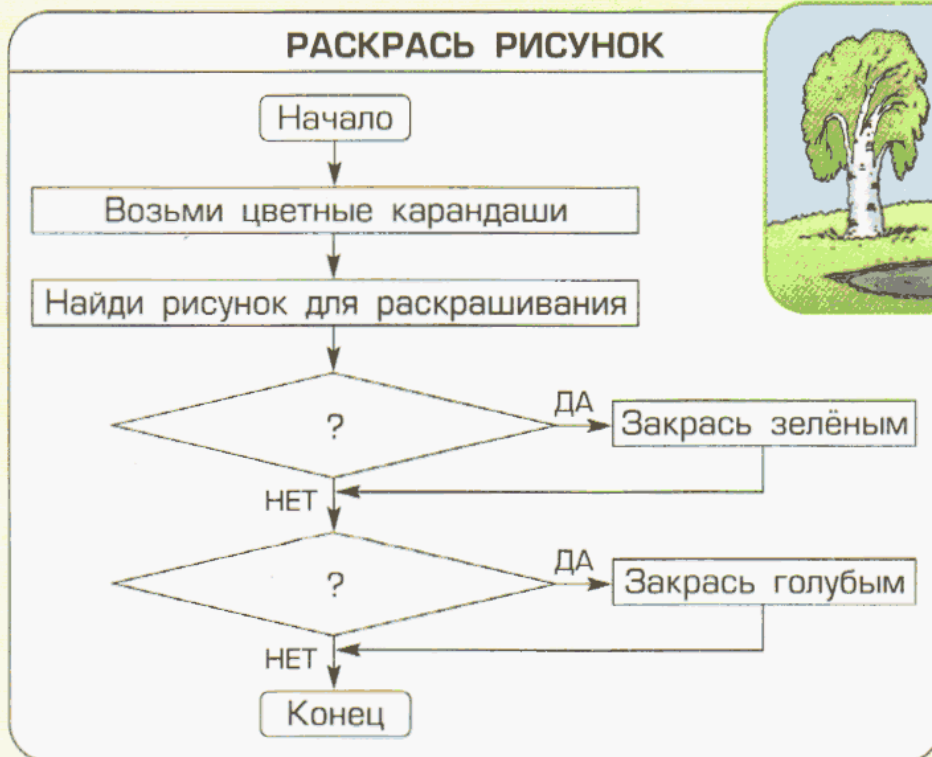 РАСКРАСЬ РИСУНОК
Начало
Возьми цветные карандаши
Найди рисунок для раскрашивания
?
ДА
Закрась зелёным
НЕТ
?
ДА
Закрась голубым
НЕТ
Конец